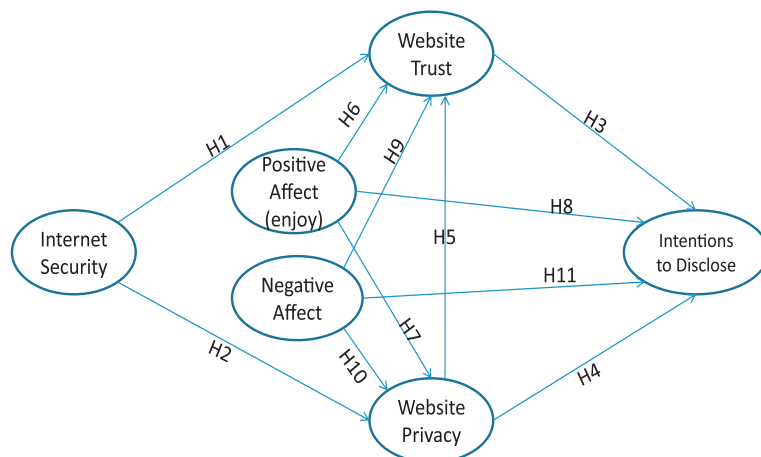 Website
Trust
H1
H6
H3
H9
Positive
Affect
(enjoy)
H8
Internet
Security
H5
Intentions
to Disclose
Negative
Affect
H11
H7
H2
H10
H4
Website
Privacy